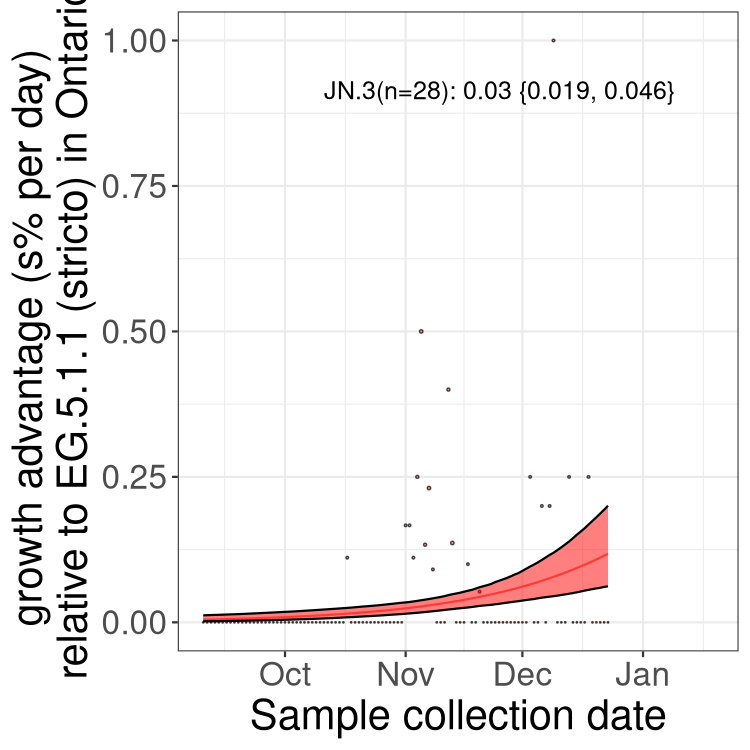 growth advantage (s% per day)
relative to EG.5.1.1 (stricto) in Ontario
1.00
JN.3(n=28): 0.03 {0.019, 0.046}
0.75
0.50
0.25
0.00
Oct Nov Dec Jan
Sample collection date